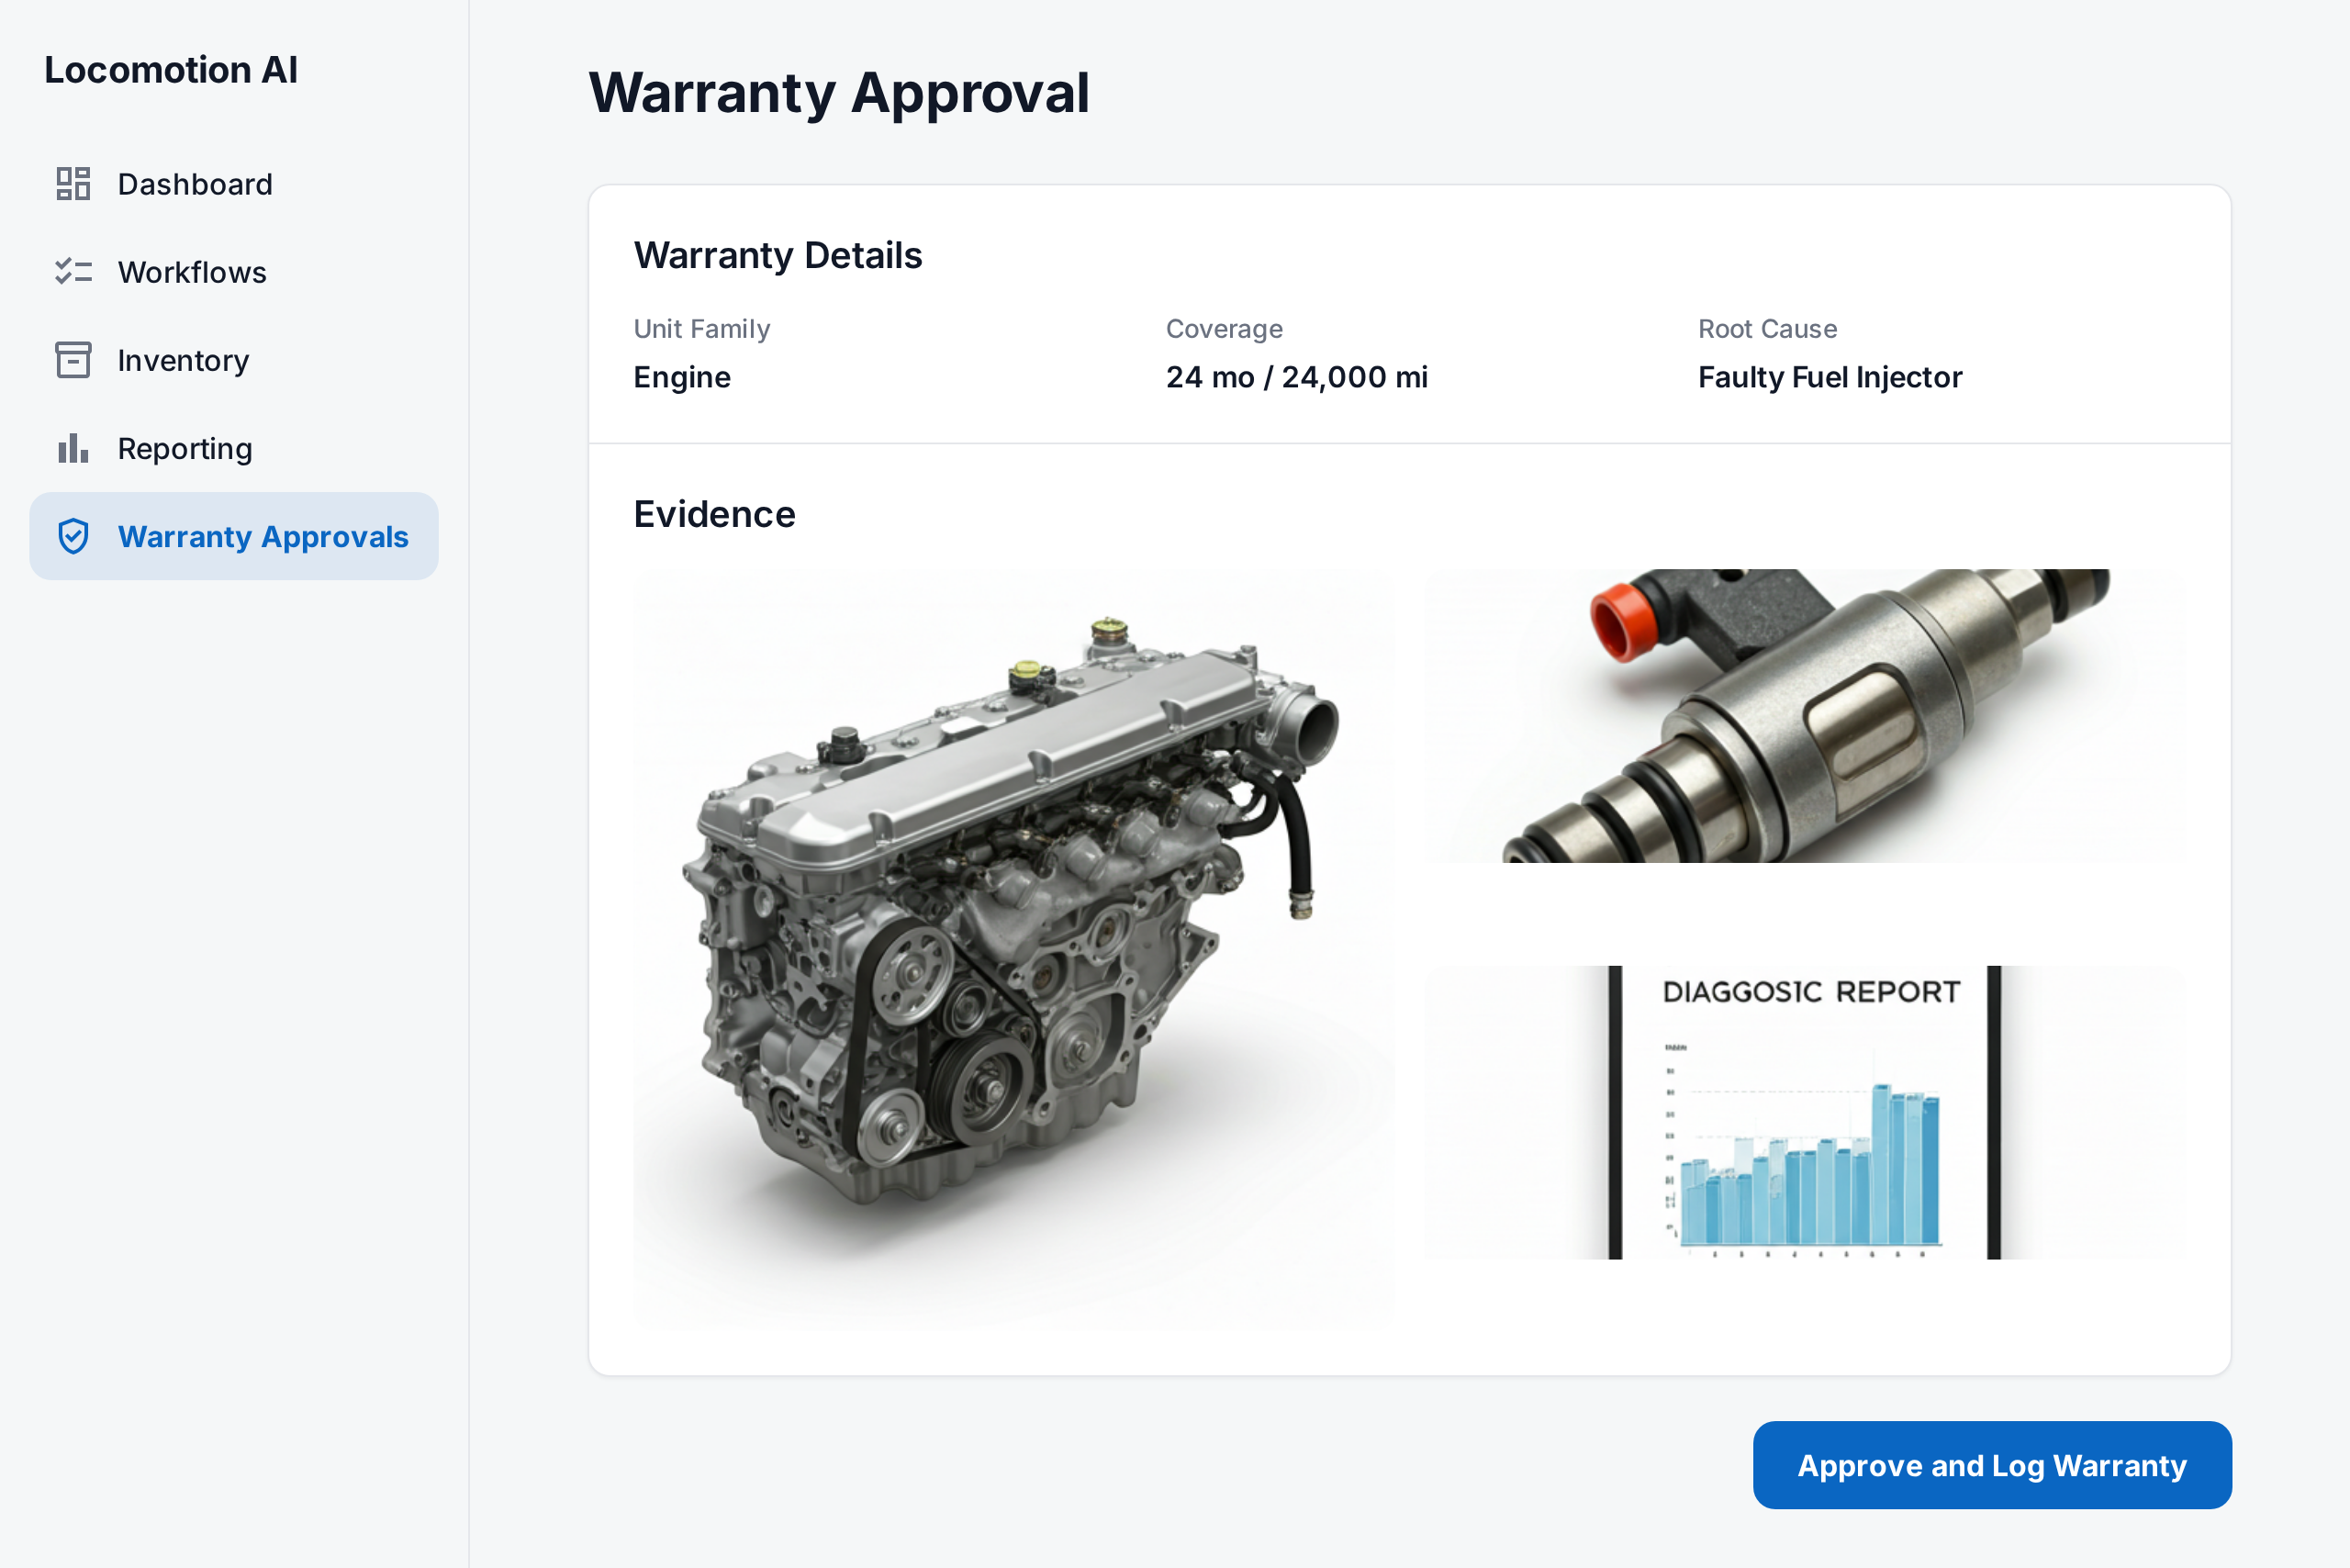 Locomotion AI
Dashboard
Workflows
Inventory
Reporting
Warranty Approvals
Warranty Approval
Warranty Details
Unit Family
Engine
Coverage
24 mo / 24,000 mi
Root Cause
Faulty Fuel Injector
Evidence
DIAGGOSIC REPORT
Approve and Log Warranty